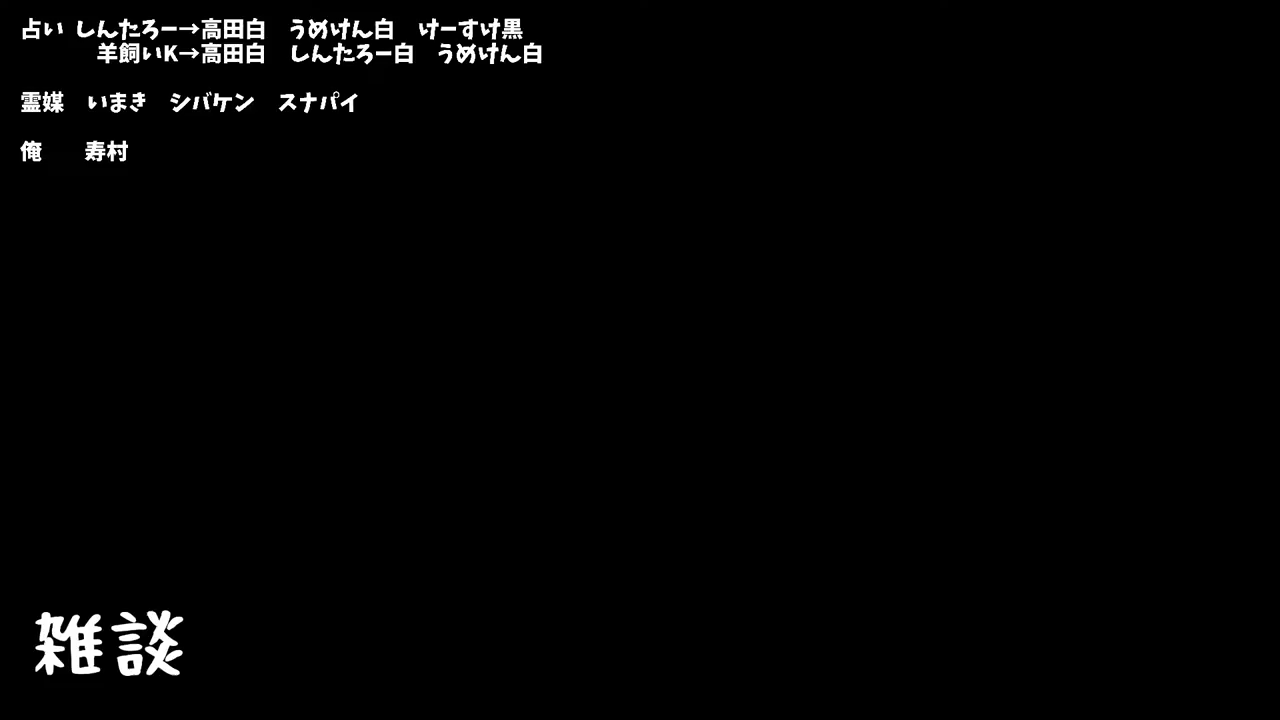 占い しんたろー→高田白　うめけん白　けーすけ黒
羊飼いK→高田白　しんたろー白　うめけん白
霊媒　いまき　シバケン　スナパイ
俺　　寿村
雑談